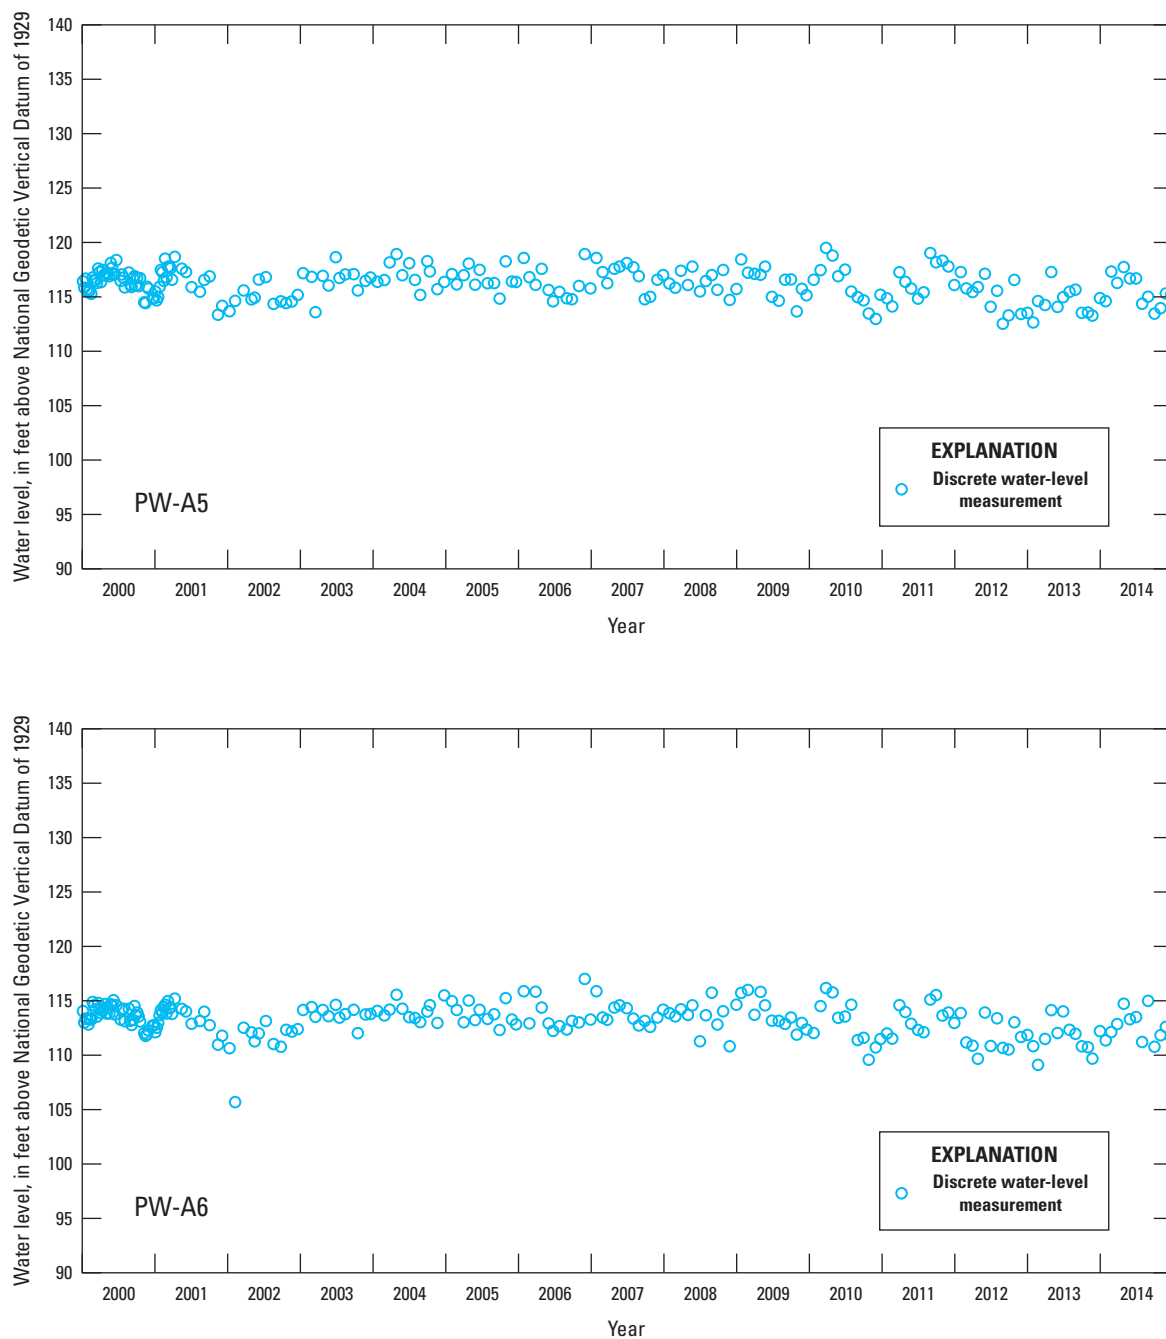 Water level, in feet above National Geodetic Vertical Datum of 1929
140
135
130
125
120
115
110
105
100
95
90
PW-A5
EXPLANATION
Discrete water-level
measurement
2000 2001 2002 2003 2004 2005 2006 2007 2008 2009 2010 2011 2012 2013 2014
Year
Water level, in feet above National Geodetic Vertical Datum of 1929
140
135
130
125
120
115
110
105
100
95
90
PW-A6
EXPLANATION
Discrete water-level
measurement
2000 2001 2002 2003 2004 2005 2006 2007 2008 2009 2010 2011 2012 2013 2014
Year